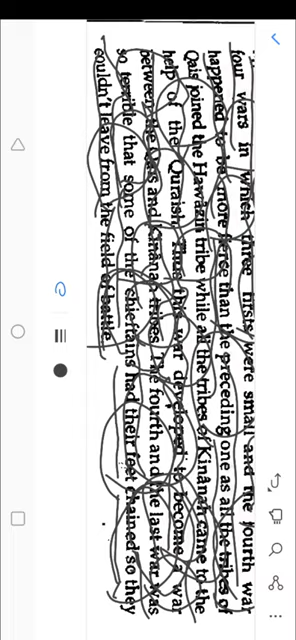 four wars in which three firsts were small and the fourth war
happened to be more fierce than the preceding one as all the tribes of
Qais joined the Hawāzin tribe while all the tribes of Kinānah came to the
help of the Quraish. Thus this war developed to become a war
between the Qais and Kinānah tribes. The fourth and the last war was
so terrible that some of the chieftains had their feet chained so they
couldn't leave from the field of battle.